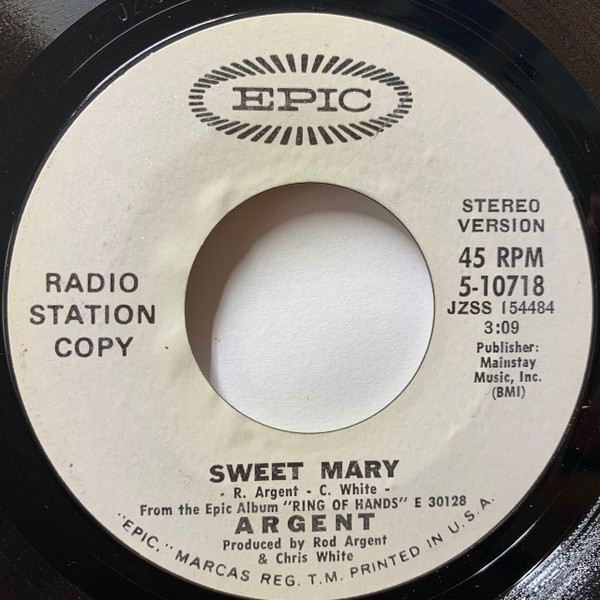 EPIC
STEREO
VERSION
45 RPM
5-10718
JZSS 154484
3:09
Publisher:
Mainstay
Music, Inc.
(BMI)
RADIO
STATION
COPY
SWEET MARY
- R. Argent - C. White -
From the Epic Album "RING OF HANDS" E 30128
ARGENT
Produced by Rod Argent
& Chris White
"EPIC," MARCAS REG. T.M. PRINTED IN U.S.A.